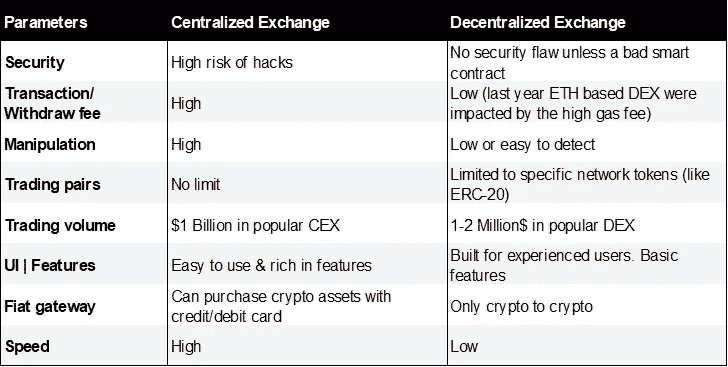 Parameters Centralized Exchange Decentralized Exchange
Security High risk of hacks No security flaw unless a bad smart
contract
Transaction/
Withdraw fee High Low (last year ETH based DEX were
impacted by the high gas fee)
Manipulation High Low or easy to detect
Trading pairs No limit Limited to specific network tokens (like
ERC-20)
Trading volume $1 Billion in popular CEX 1-2 Million$ in popular DEX
UI | Features Easy to use & rich in features Built for experienced users. Basic
features
Fiat gateway Can purchase crypto assets with
credit/debit card Only crypto to crypto
Speed High Low